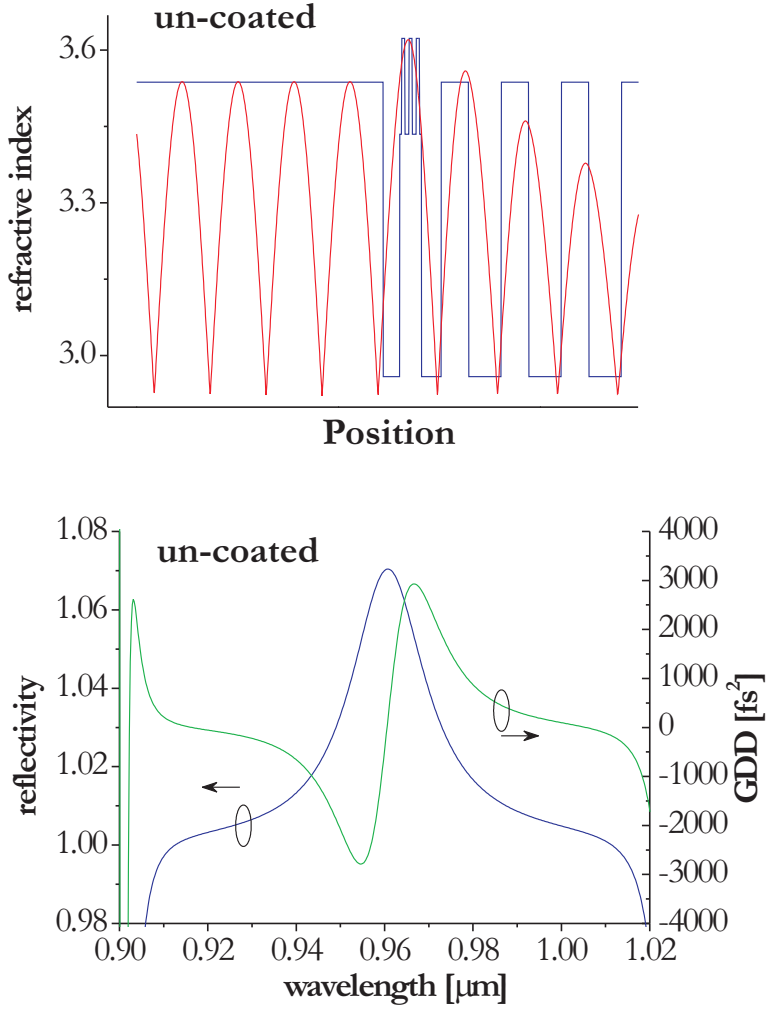 un-coated
3.6
3.3
3.0
refractive index
Position
un-coated
1.08
1.06
1.04
1.02
1.00
0.98
reflectivity
4000
3000
2000
1000
0
-1000
-2000
-3000
-4000
GDD [fs²]
0.90 0.92 0.94 0.96 0.98 1.00 1.02
wavelength [µm]